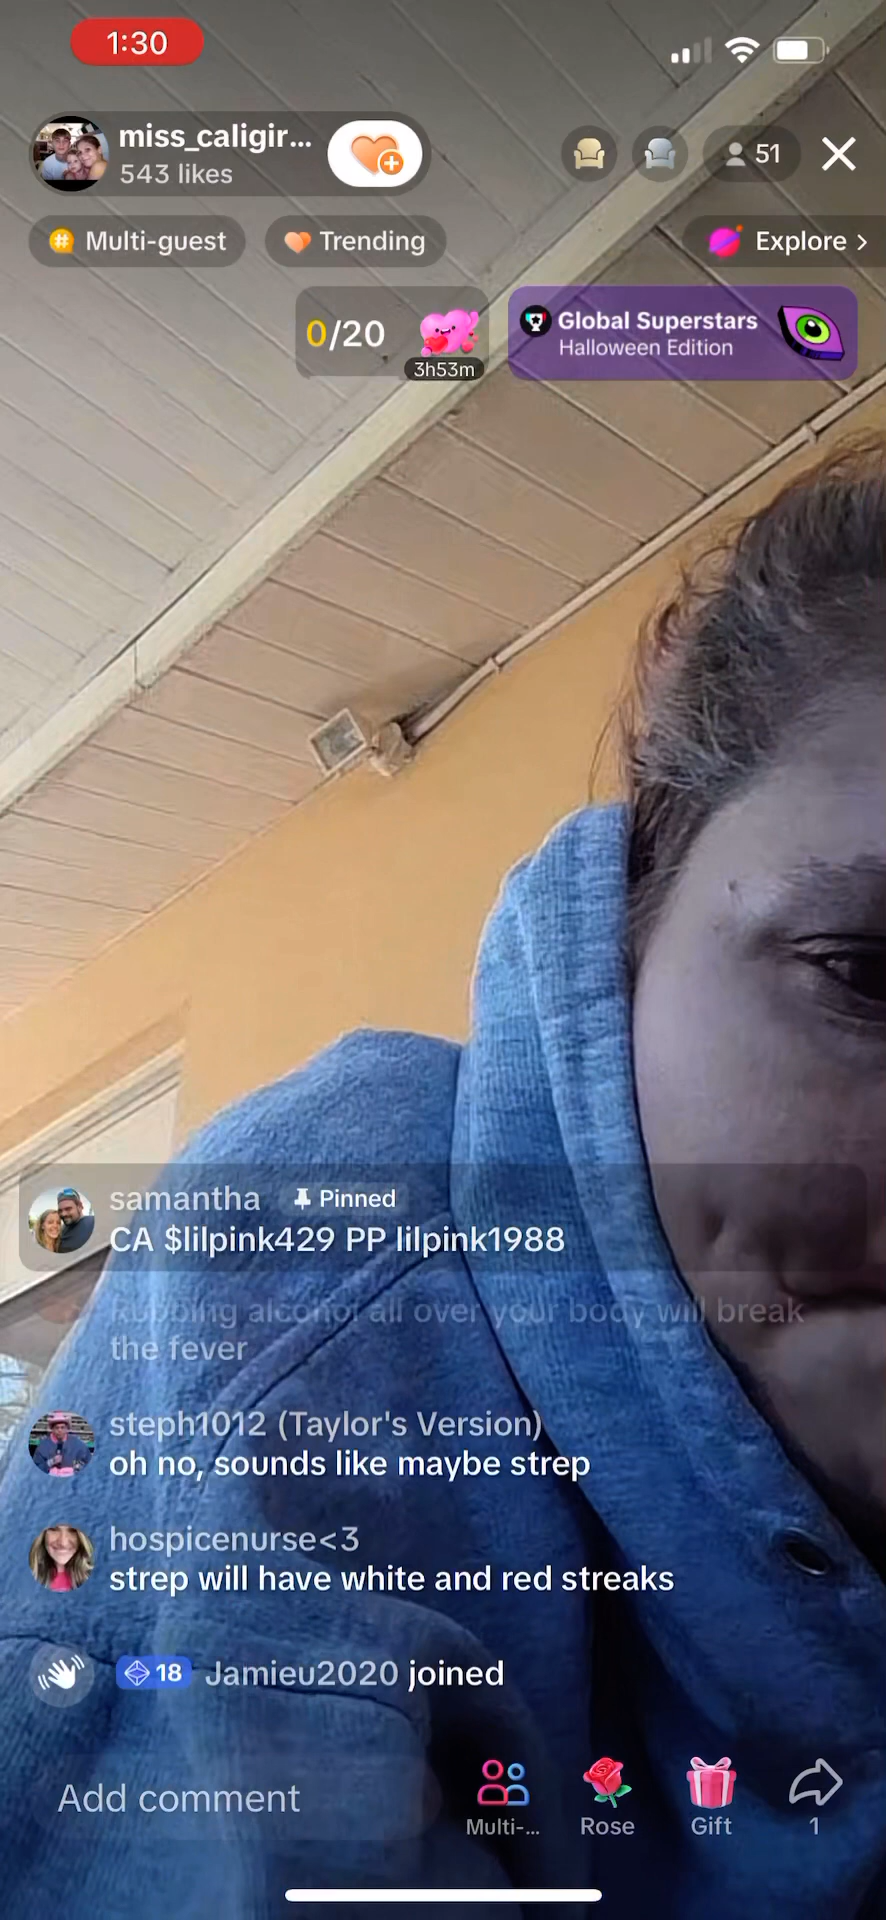 1:30
miss_caligir...
543 likes
51
Multi-guest
Trending
Explore >
0/20
3h53m
Global Superstars
Halloween Edition
samantha Pinned
CA $lilpink429 PP lilpink1988
Rubbing alcohol all over your body will break
the fever
steph1012 (Taylor's Version)
oh no, sounds like maybe strep
hospicenurse<3
strep will have white and red streaks
18 Jamieu2020 joined
Add comment
Multi-...
Rose
Gift
1